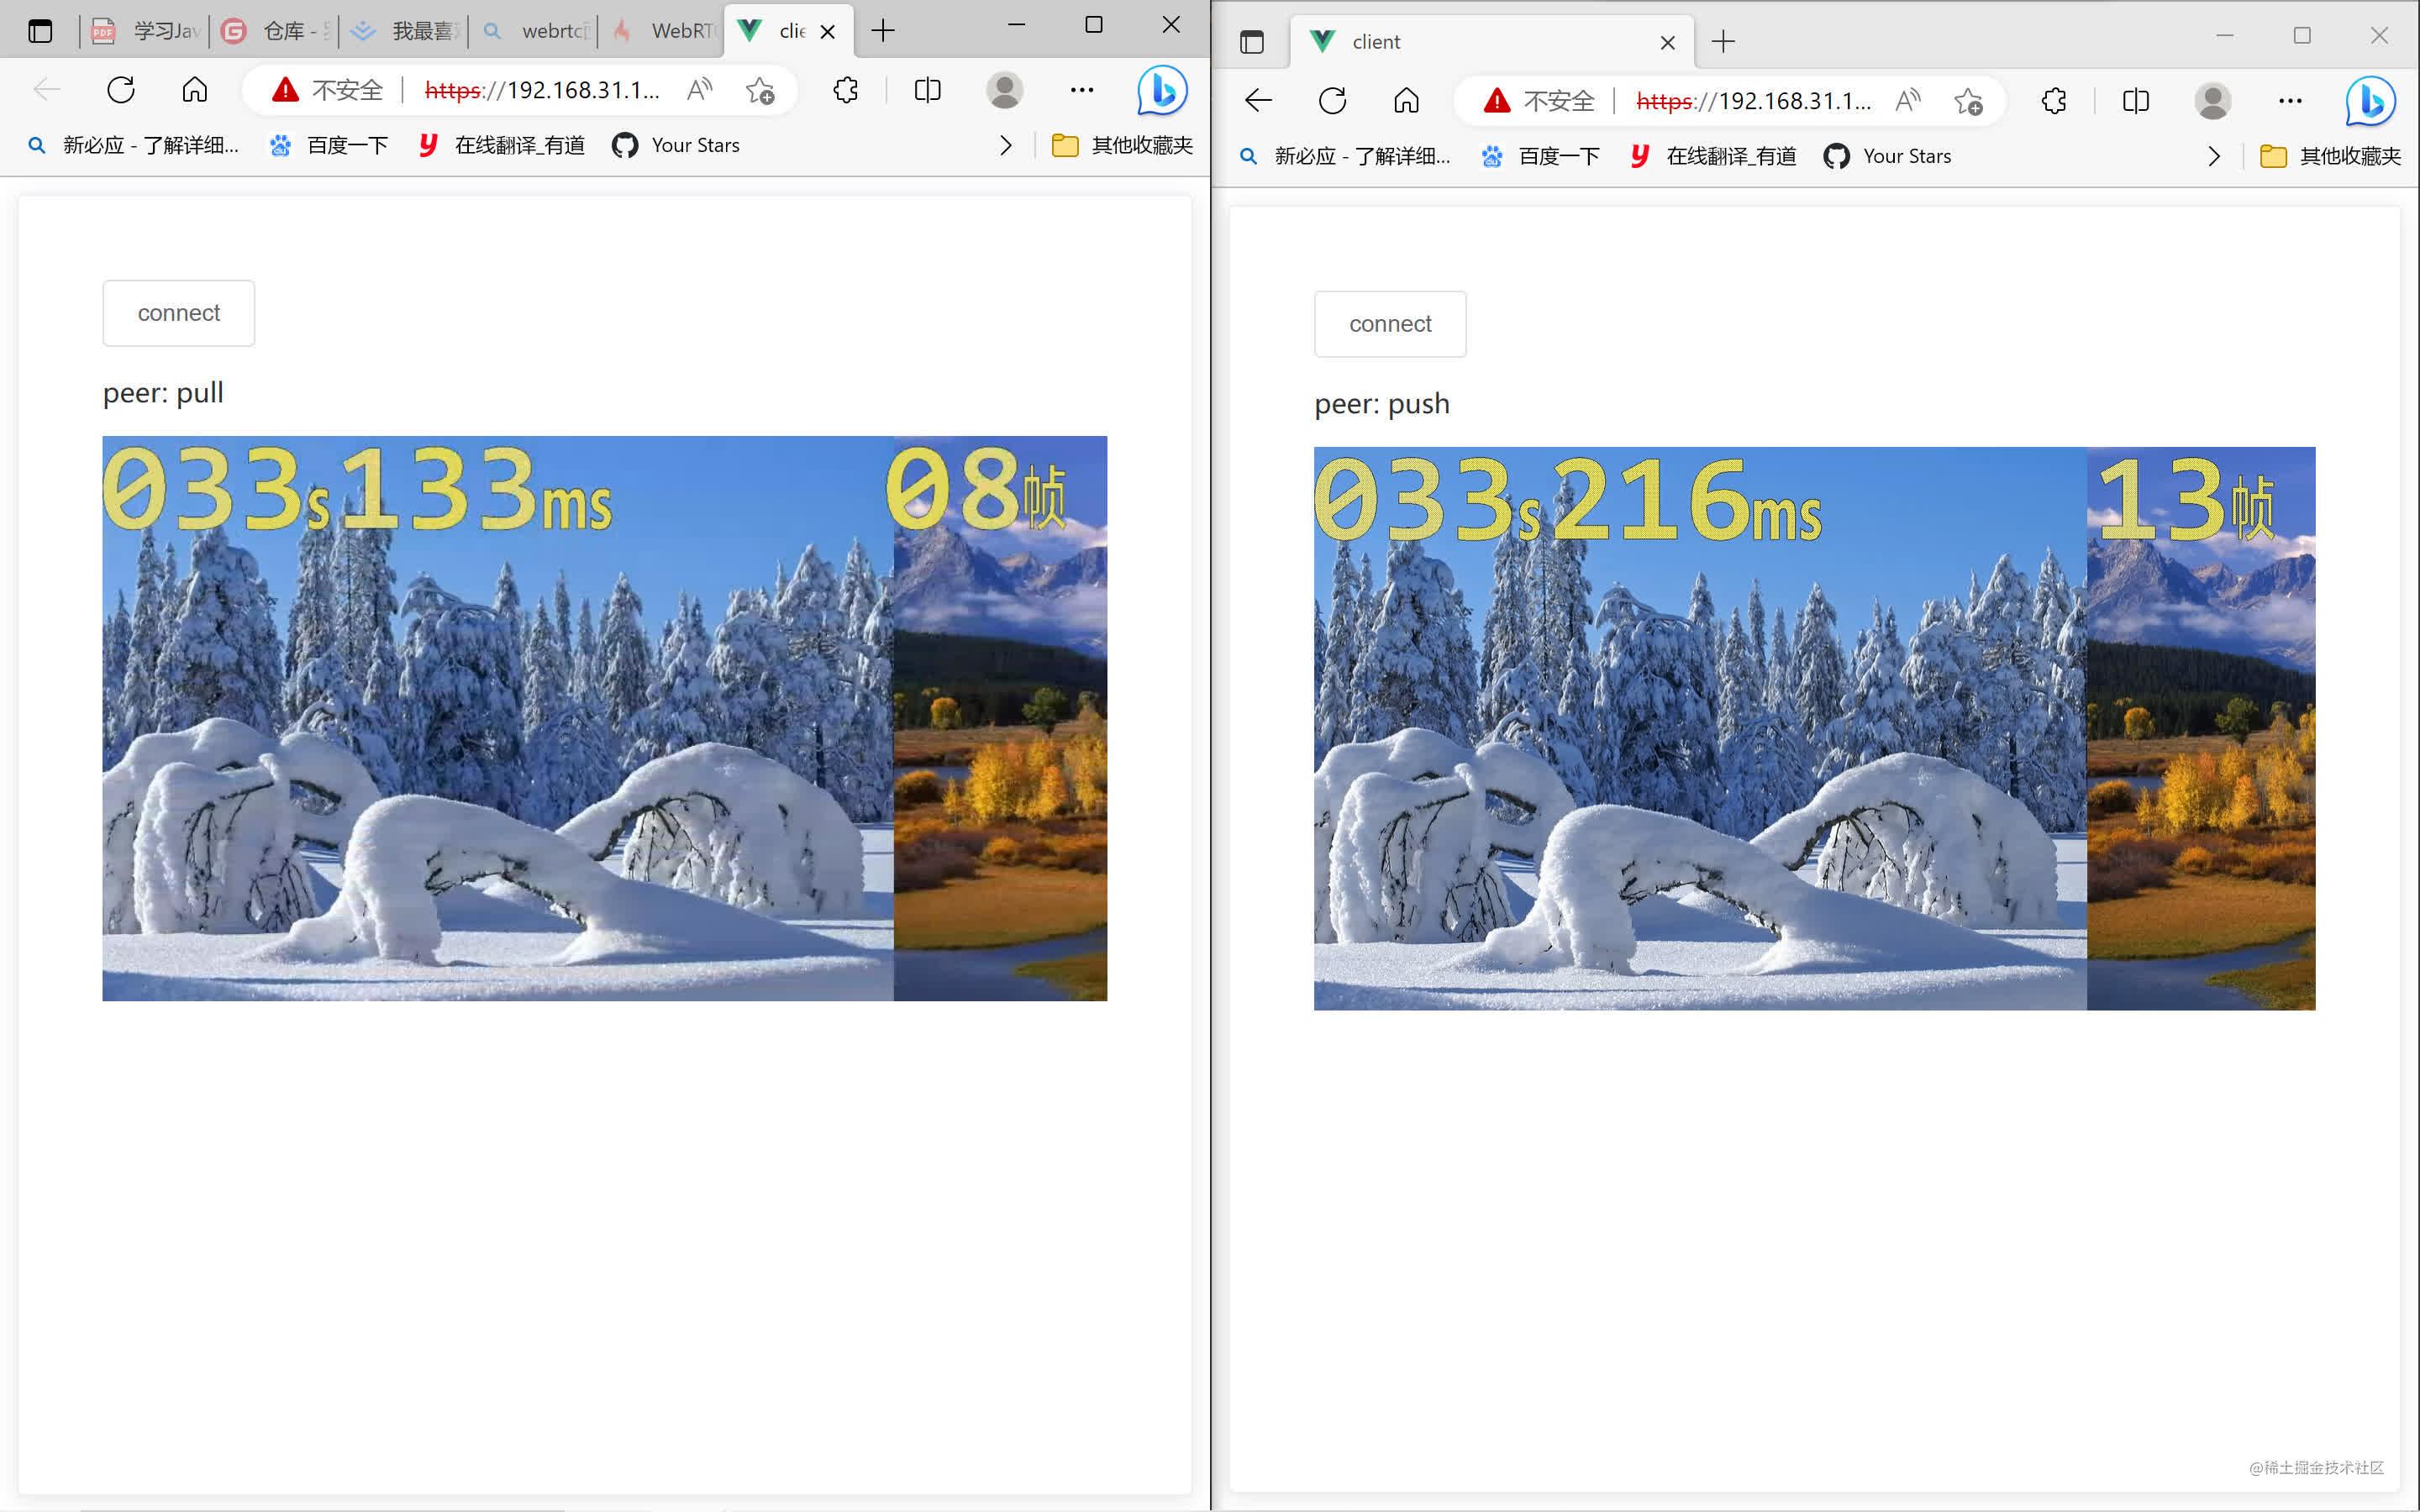 学习Jav
仓库 -
我最喜
webrtc
WebRT
clie
不安全
https://192.168.31.1...
新必应 - 了解详细...
百度一下
在线翻译_有道
Your Stars
其他收藏夹
connect
peer: pull
033s133ms
08帧
client
不安全
https://192.168.31.1...
新必应 - 了解详细...
百度一下
在线翻译_有道
Your Stars
其他收藏夹
connect
peer: push
033s216ms
13帧
@稀土掘金技术社区